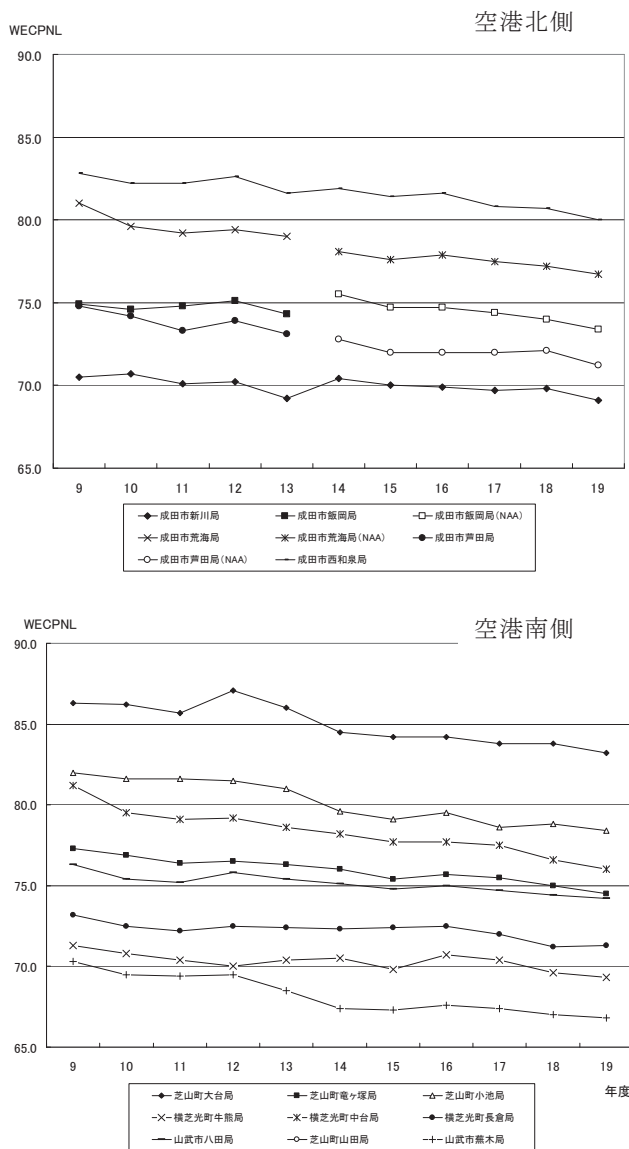 空港北側
WECPNL
90.0
85.0
80.0
75.0
70.0
65.0
9 10 11 12 13 14 15 16 17 18 19
成田市新川局 成田市飯岡局 成田市飯岡局(NAA)
成田市荒海局 成田市荒海局(NAA) 成田市芦田局
成田市芦田局(NAA) 成田市西和泉局
空港南側
WECPNL
90.0
85.0
80.0
75.0
70.0
65.0
9 10 11 12 13 14 15 16 17 18 19
年度
芝山町大台局 芝山町竜ヶ塚局 芝山町小池局
横芝光町牛熊局 横芝光町中台局 横芝光町長倉局
山武市八田局 芝山町山田局 山武市蕪木局